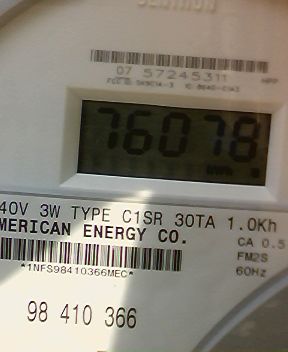 07 57245311
76078
kWh
40V 3W TYPE C1SR 30TA 1.0Kh
MERICAN ENERGY CO.
CA 0.5
FM2S
*1NFS98410366MEC*
60Hz
98 410 366